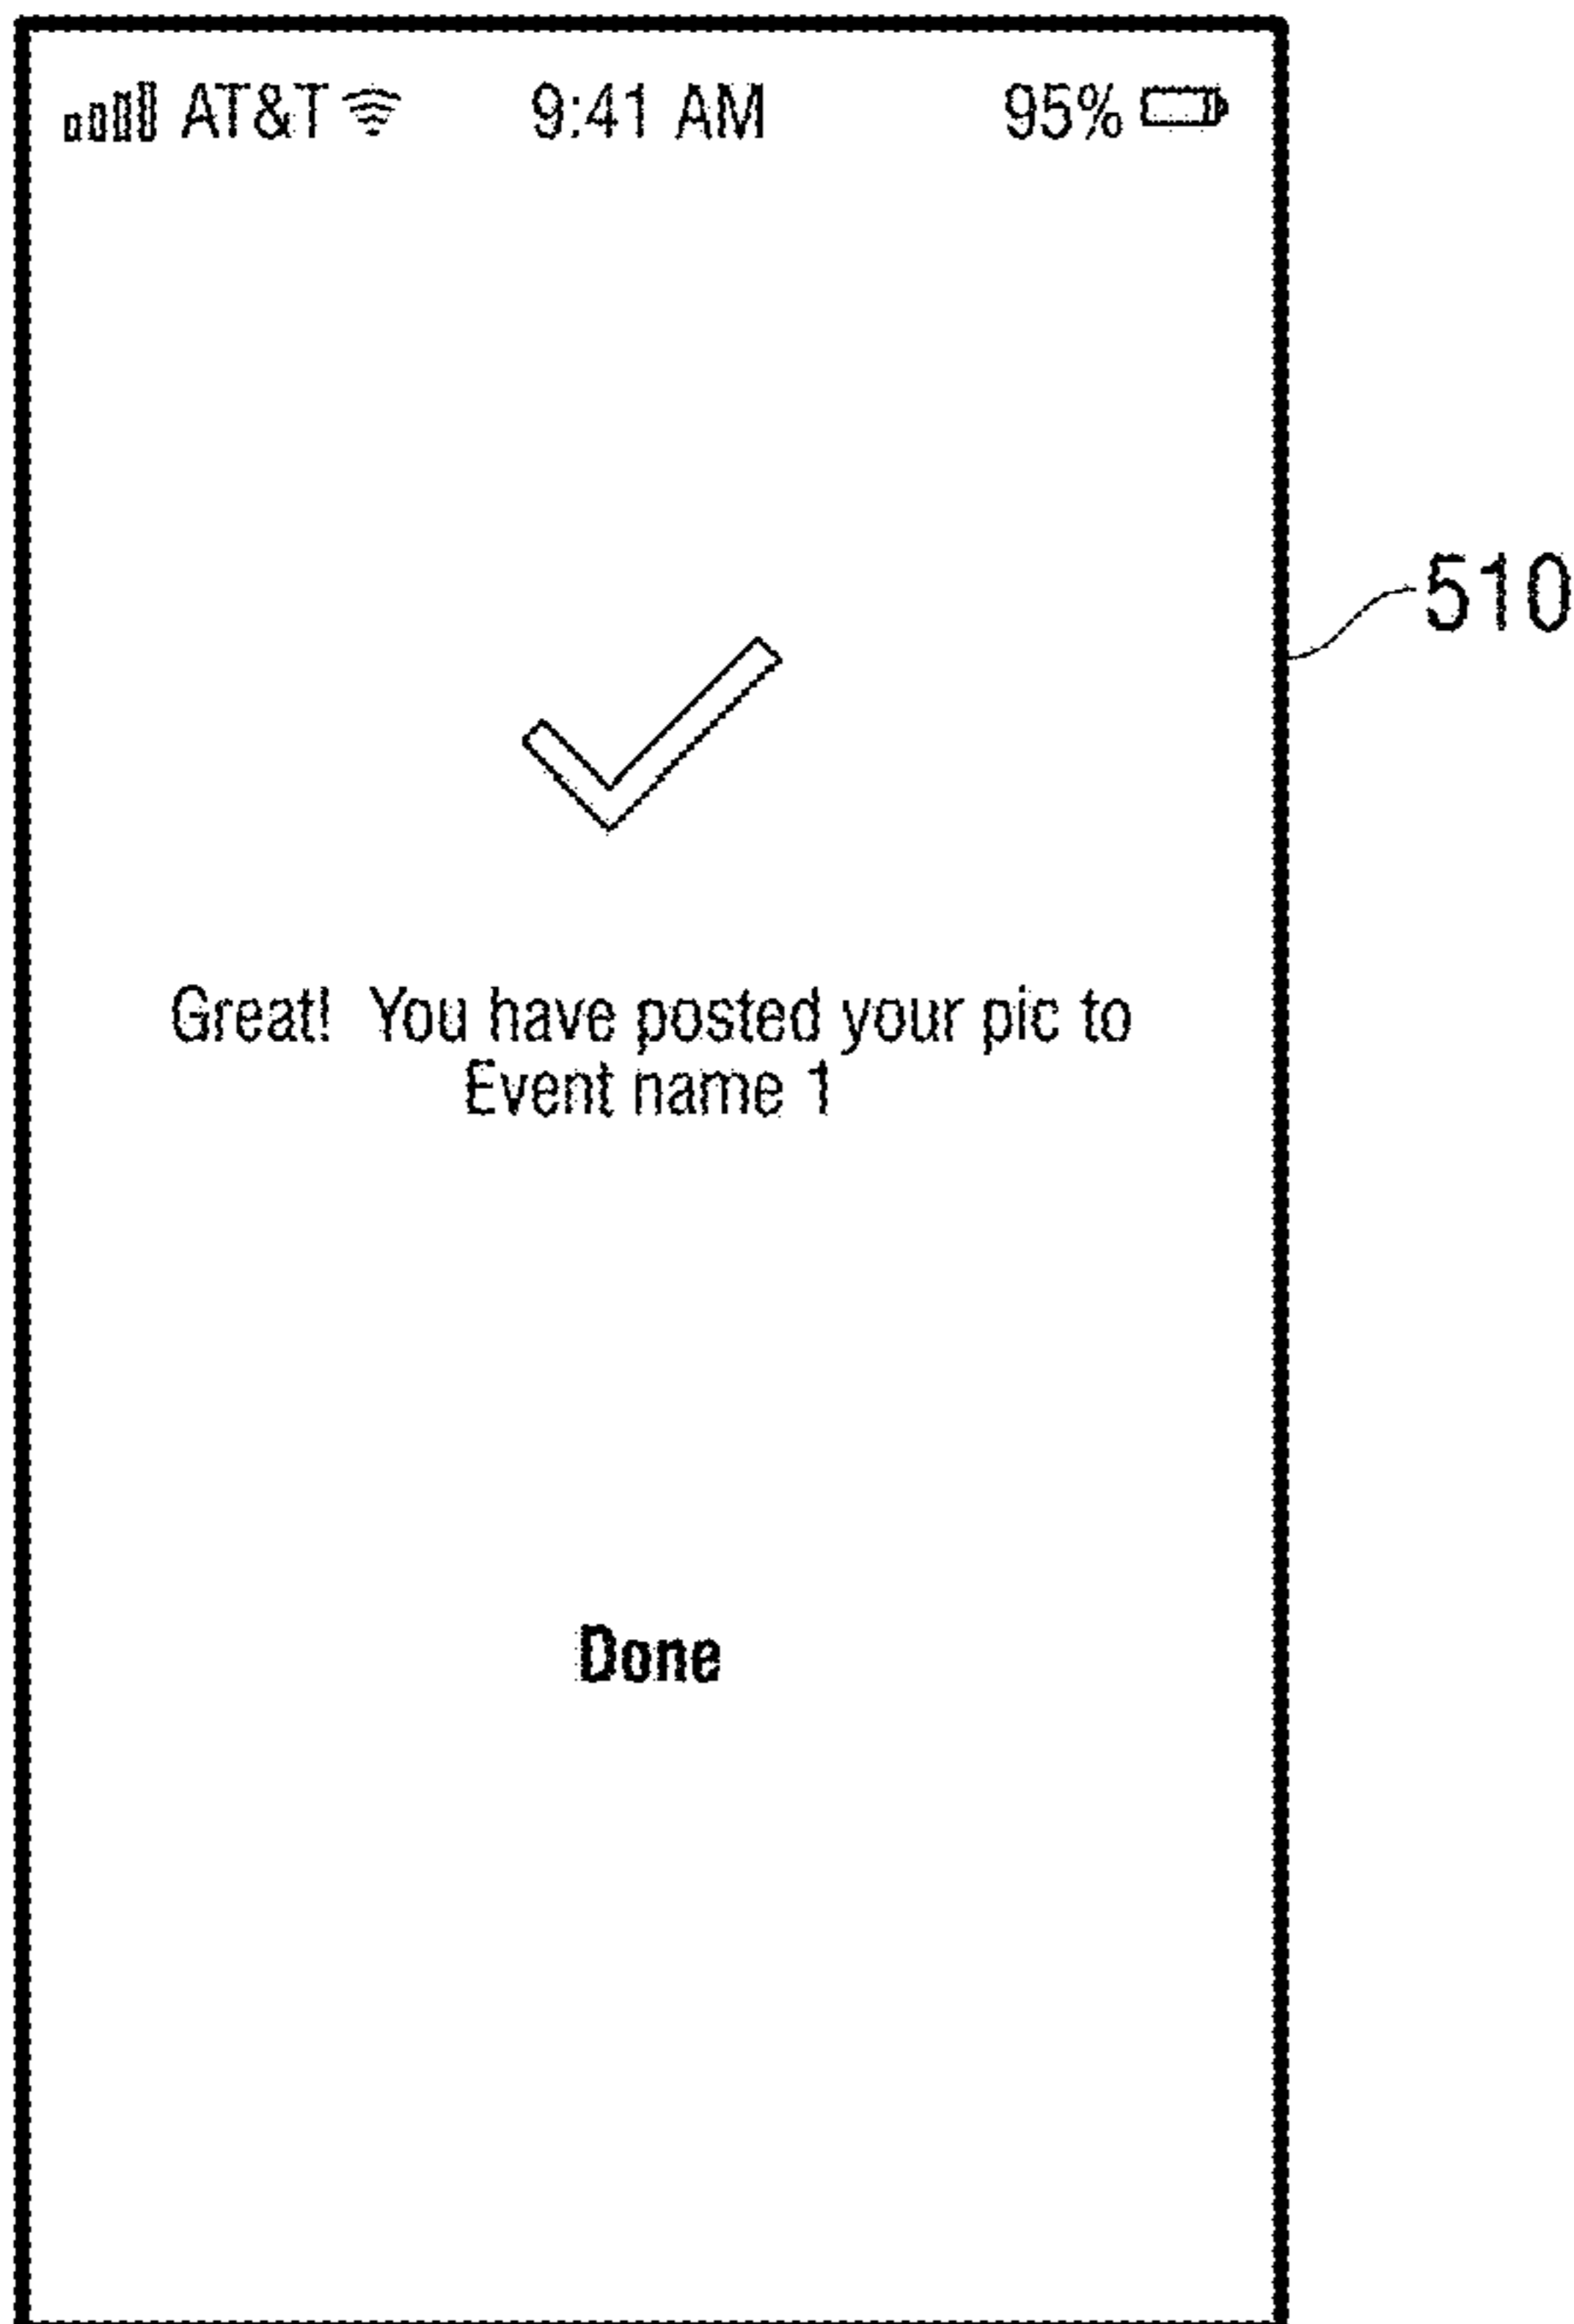 AT&T 9:41 AM 95%
510
Great! You have posted your pic to
Event name 1
Done